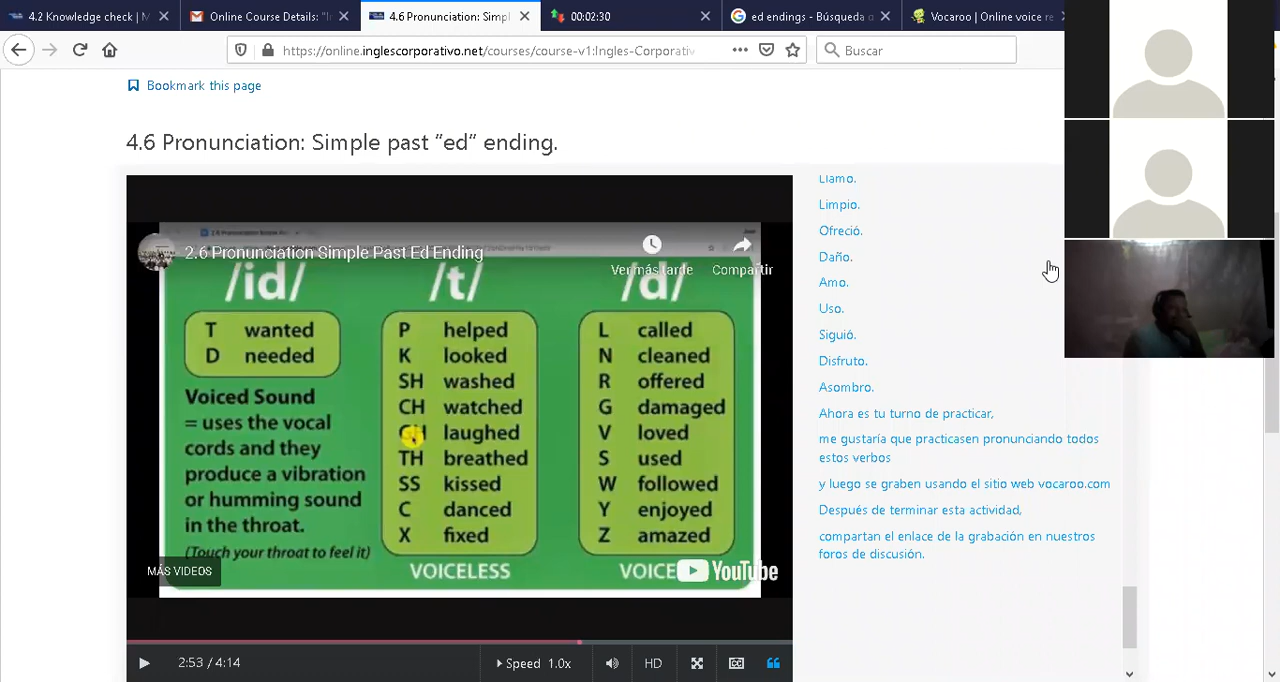 4.2 Knowledge check | M
Online Course Details: "I
4.6 Pronunciation: Simple
00:02:30
ed endings - Búsqueda
Vocaroo | Online voice re
https://online.inglescorporativo.net/courses/course-v1:Ingles-Corporativ
Buscar
Bookmark this page
4.6 Pronunciation: Simple past “ed” ending.
2.6 Pronunciation Simple Past Ed Ending
Ver más tarde
Compartir
/id/
T wanted
D needed
Voiced Sound
= uses the vocal
cords and they
produce a vibration
or humming sound
in the throat.
(Touch your throat to feel it)
MÁS VIDEOS
/t/
P helped
K looked
SH washed
CH watched
GH laughed
TH breathed
SS kissed
C danced
X fixed
VOICELESS
/d/
L called
N cleaned
R offered
G damaged
V loved
S used
W followed
Y enjoyed
Z amazed
VOICE
YouTube
2:53 / 4:14
Speed 1.0x
HD
Llamo.
Limpio.
Ofreció.
Daño.
Amo.
Uso.
Siguió.
Disfruto.
Asombro.
Ahora es tu turno de practicar,
me gustaría que practicasen pronunciando todos
estos verbos
y luego se graben usando el sitio web vocaroo.com
Después de terminar esta actividad,
compartan el enlace de la grabación en nuestros
foros de discusión.